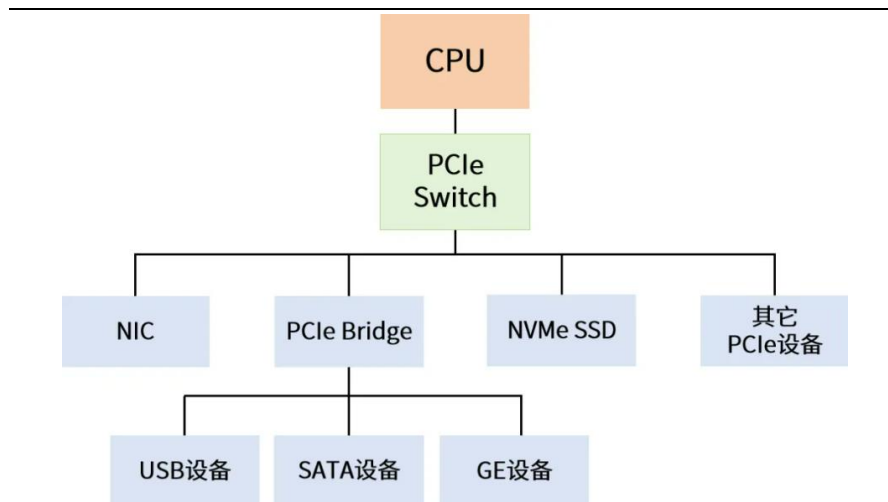 CPU
PCIe
Switch
NIC
PCIe Bridge
NVMe SSD
其它
PCIe设备
USB设备
SATA设备
GE设备